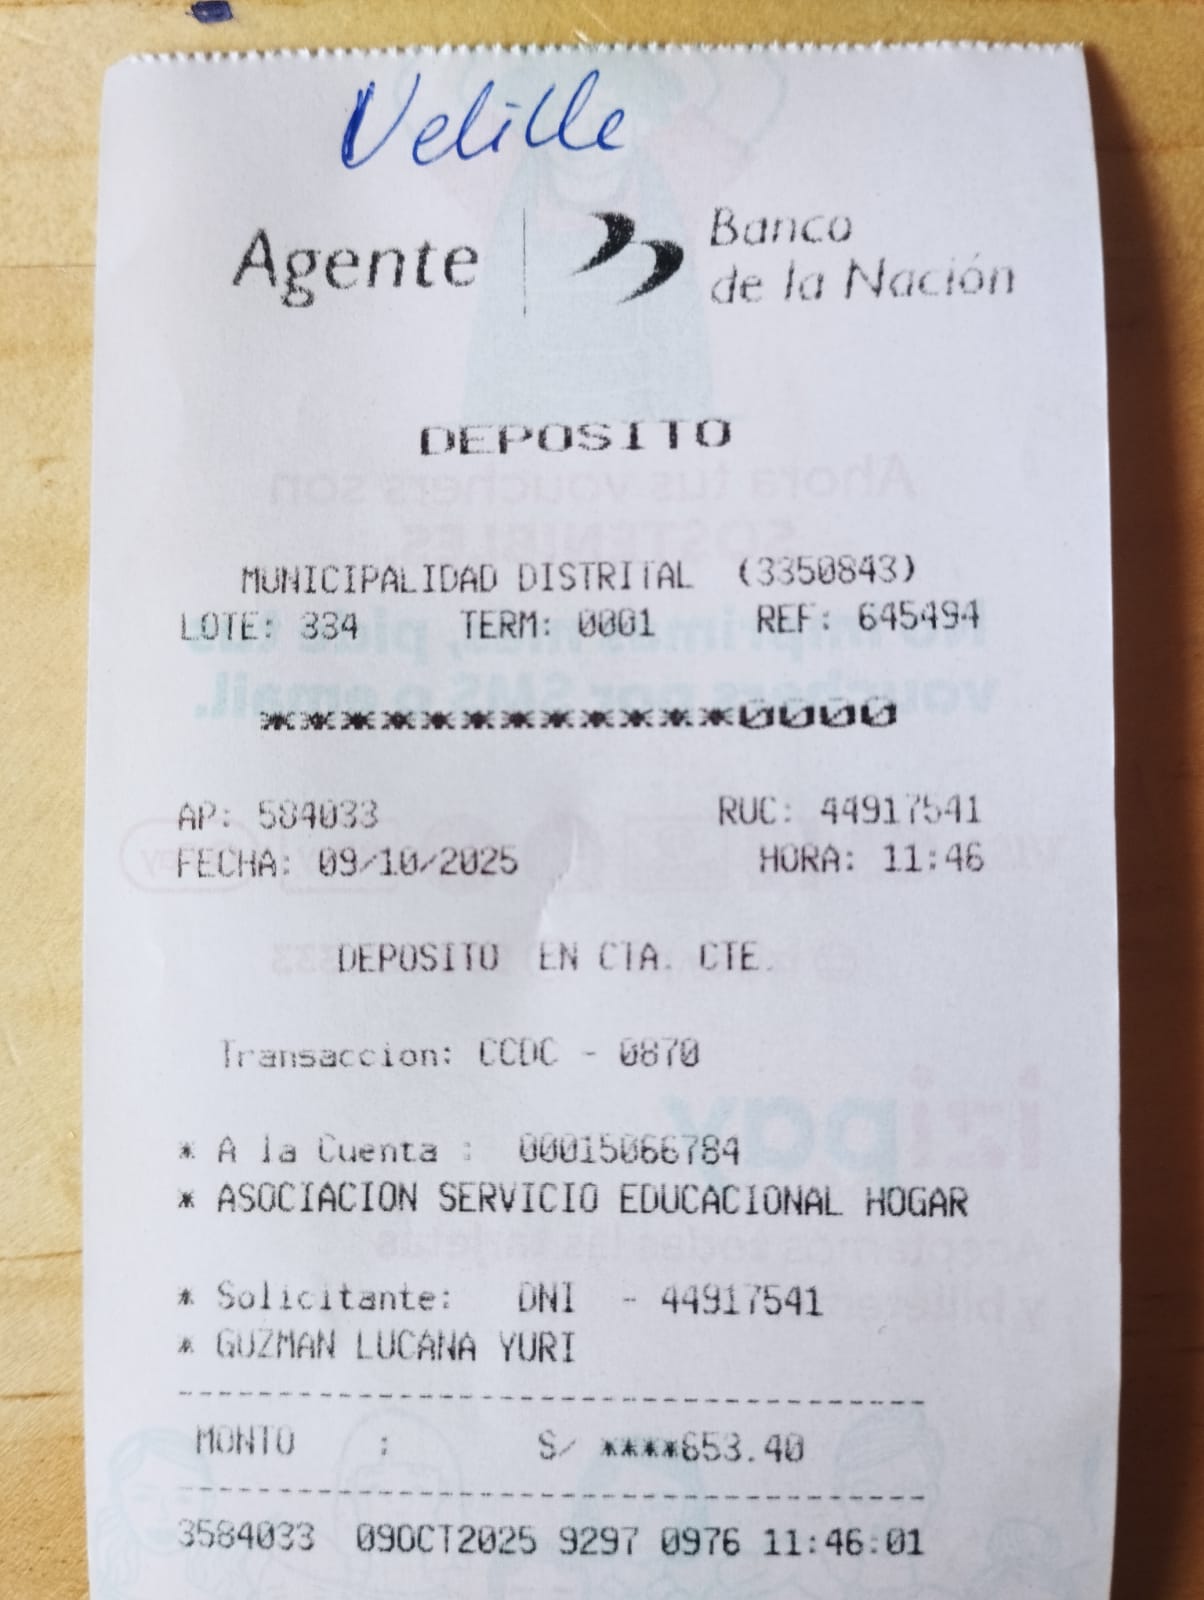 Velille
Agente | Banco de la Nación
DEPOSITO
MUNICIPALIDAD DISTRITAL (3350843)
LOTE: 334 TERM: 0001 REF: 645494
************0000
AP: 584033 RUC: 44917541
FECHA: 09/10/2025 HORA: 11:46
DEPOSITO EN CTA. CTE.
Transaccion: CCDC - 0870
* A la Cuenta : 00015066784
* ASOCIACION SERVICIO EDUCACIONAL HOGAR
* Solicitante: DNI - 44917541
* GUZMAN LUCANA YURI
MONTO : S/ ****653.40
3584033 09OCT2025 9297 0976 11:46:01